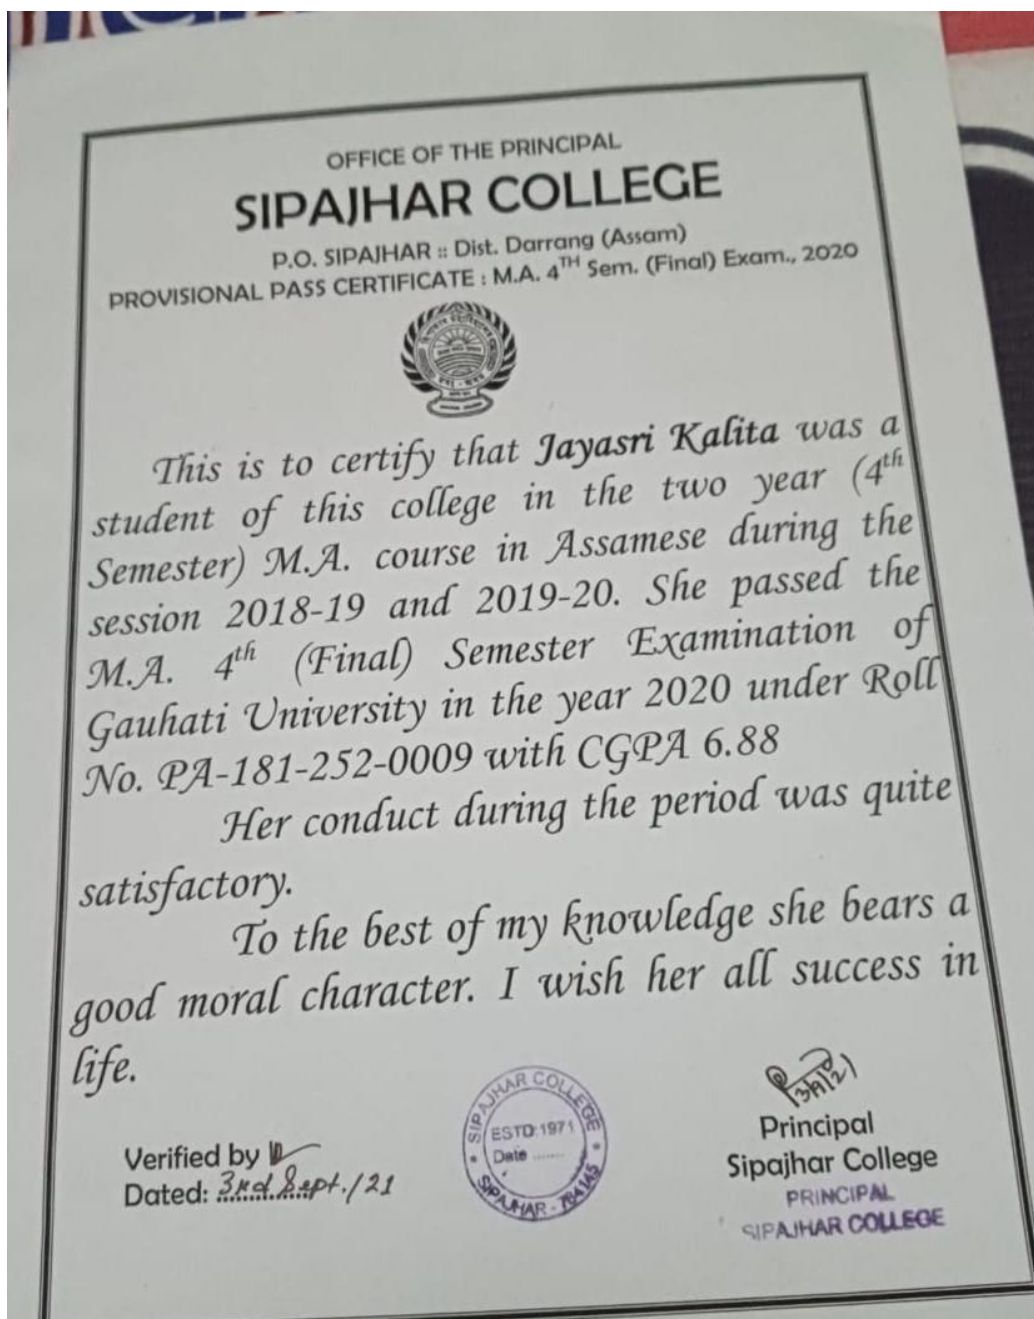 OFFICE OF THE PRINCIPAL
SIPAJHAR COLLEGE
P.O. SIPAJHAR :: Dist. Darrang (Assam)
PROVISIONAL PASS CERTIFICATE : M.A. 4TH Sem. (Final) Exam., 2020
This is to certify that Jayasri Kalita was a
student of this college in the two year (4th
Semester) M.A. course in Assamese during the
session 2018-19 and 2019-20. She passed the
M.A. 4th (Final) Semester Examination of
Gauhati University in the year 2020 under Roll
No. PA-181-252-0009 with CGPA 6.88
Her conduct during the period was quite
satisfactory.
To the best of my knowledge she bears a
good moral character. I wish her all success in
life.
Verified by
Dated: 3rd Sept./21
SIPAJHAR COLLEGE
ESTD:1971
Date ........
SIPAJHAR - 784145
3/9/21
Principal
Sipajhar College
PRINCIPAL
SIPAJHAR COLLEGE